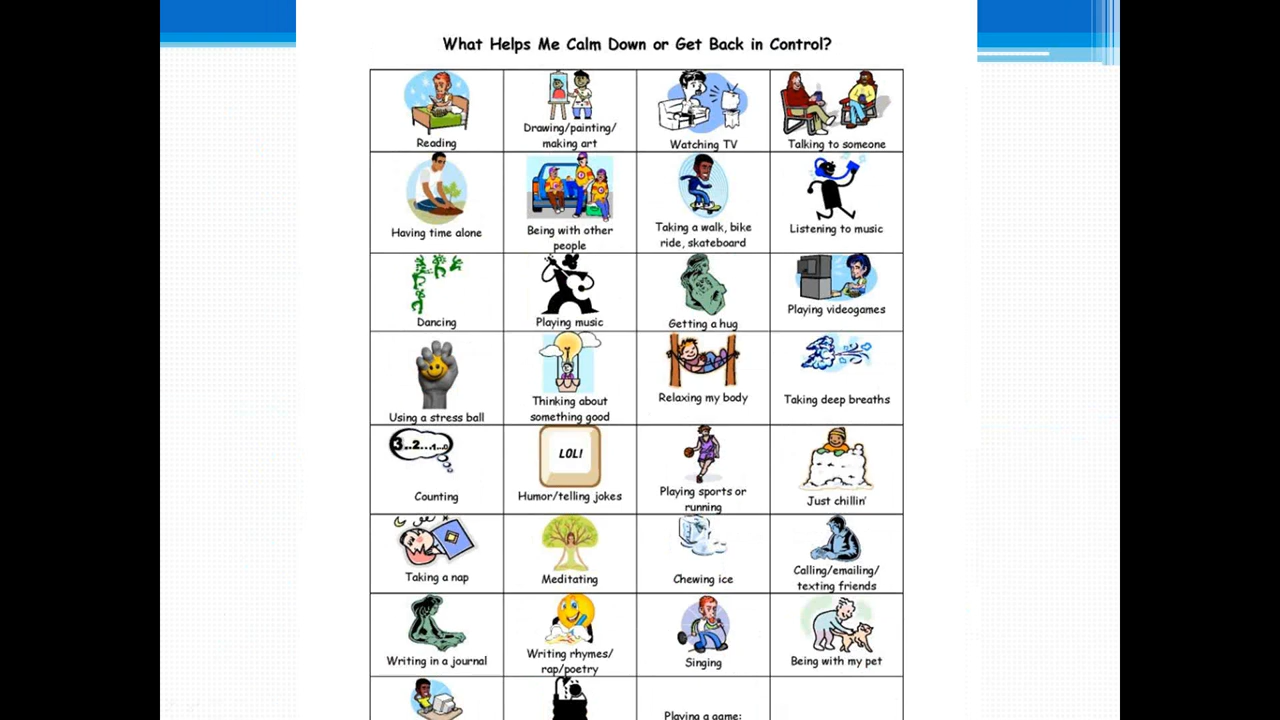 What Helps Me Calm Down or Get Back in Control?
Reading
Drawing/painting/
making art
Watching TV
Talking to someone
Having time alone
Being with other
people
Taking a walk, bike
ride, skateboard
Listening to music
Dancing
Playing music
Getting a hug
Playing videogames
Using a stress ball
Thinking about
something good
Relaxing my body
Taking deep breaths
3..2...1...0
Counting
LOL!
Humor/telling jokes
Playing sports or
running
Just chillin'
Taking a nap
Meditating
Chewing ice
Calling/emailing/
texting friends
Writing in a journal
Writing rhymes/
rap/poetry
Singing
Being with my pet
Playing a game: